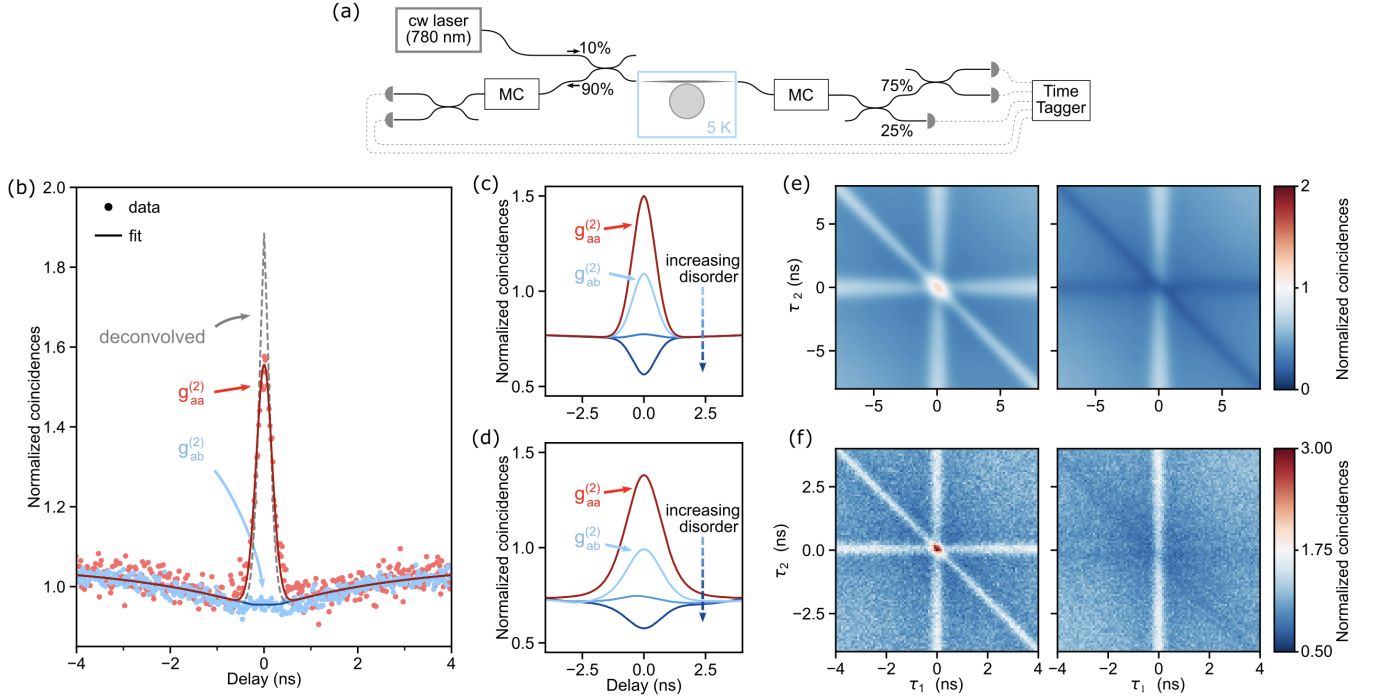 (a)
cw laser
(780 nm)
10%
90%
MC
5 K
MC
75%
25%
Time
Tagger
(b)
2.0
1.8
1.6
1.4
1.2
1.0
Normalized coincidences
data
fit
deconvolved
g(2)aa
g(2)ab
−4
−2
0
2
4
Delay (ns)
(c)
1.5
1.0
0.5
Normalized coincidences
g(2)aa
g(2)ab
increasing
disorder
−2.5
0.0
2.5
(d)
1.5
1.0
0.5
Normalized coincidences
g(2)aa
g(2)ab
increasing
disorder
−2.5
0.0
2.5
Delay (ns)
(e)
5
0
−5
τ2 (ns)
−5
0
5
−5
0
5
2
1
0
Normalized coincidences
(f)
2.5
0.0
−2.5
τ2 (ns)
−4
−2
0
2
4
τ1 (ns)
−4
−2
0
2
4
τ1 (ns)
3.00
1.75
0.50
Normalized coincidences